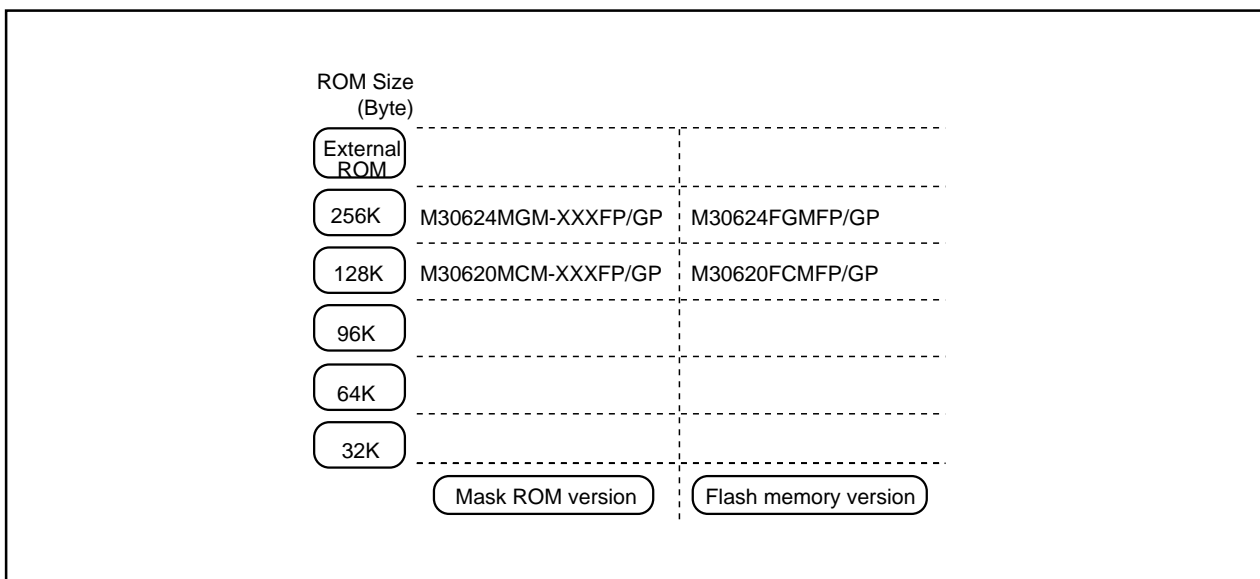 ROM Size
(Byte)
External
ROM
256K M30624MGM-XXXFP/GP M30624FGMFP/GP
128K M30620MCM-XXXFP/GP M30620FCMFP/GP
96K
64K
32K
Mask ROM version Flash memory version